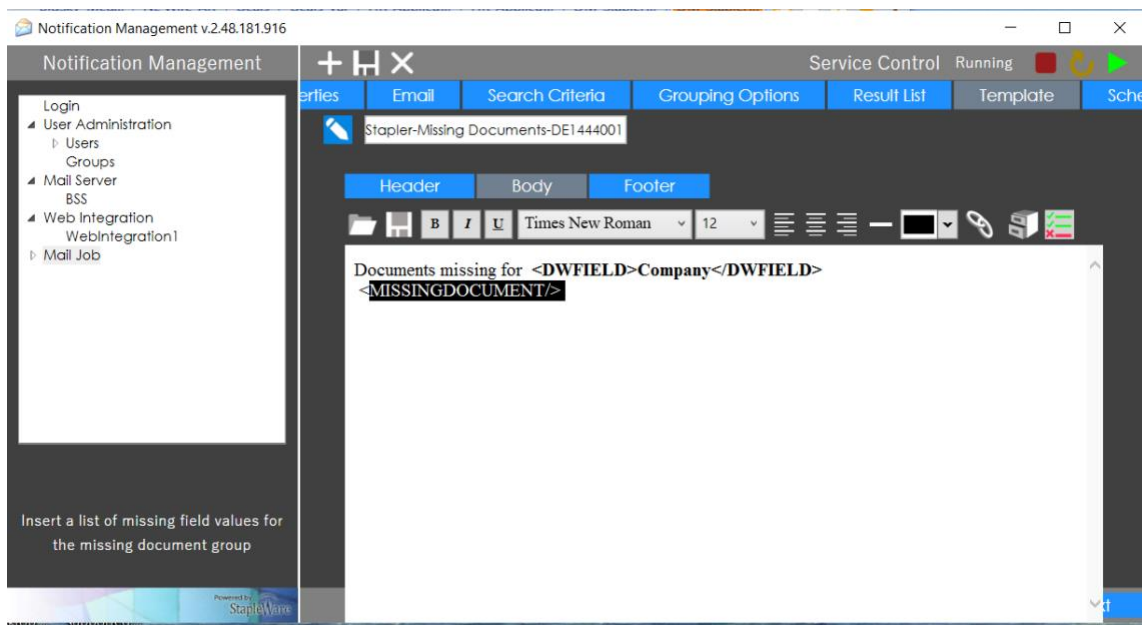 Notification Management v.2.48.181.916
Notification Management
Service Control Running
erties Email Search Criteria Grouping Options Result List Template Sche
Login
User Administration
Users
Groups
Mail Server
BSS
Web Integration
WebIntegration1
Mail Job
Stapler-Missing Documents-DE1444001
Header Body Footer
B I U Times New Roman 12
Documents missing for <DWFIELD>Company</DWFIELD>
<MISSINGDOCUMENT/>
Insert a list of missing field values for
the missing document group
Powered by
StapleWare
xt